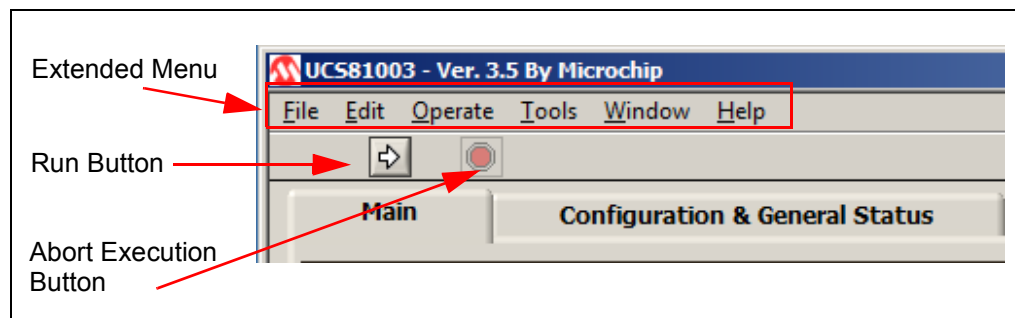 Extended Menu
UCS81003 - Ver. 3.5 By Microchip
File Edit Operate Tools Window Help
Run Button
Main Configuration & General Status
Abort Execution
Button